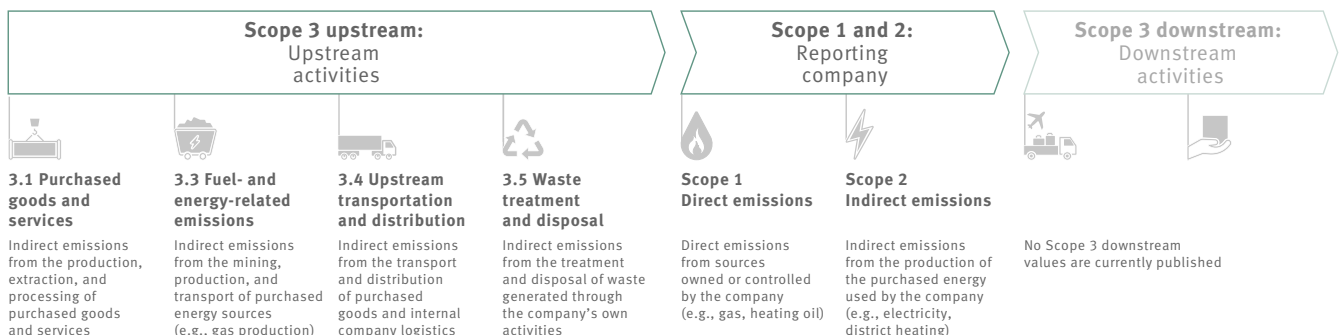 Scope 3 upstream:
Upstream
activities
Scope 1 and 2:
Reporting
company
Scope 3 downstream:
Downstream
activities
3.1 Purchased
goods and
services
Indirect emissions
from the production,
extraction, and
processing of
purchased goods
and services
3.3 Fuel- and
energy-related
emissions
Indirect emissions
from the mining,
production, and
transport of purchased
energy sources
(e.g., gas production)
3.4 Upstream
transportation
and distribution
Indirect emissions
from the transport
and distribution
of purchased
goods and internal
company logistics
3.5 Waste
treatment
and disposal
Indirect emissions
from the treatment
and disposal of waste
generated through
the company's own
activities
Scope 1
Direct emissions
Direct emissions
from sources
owned or controlled
by the company
(e.g., gas, heating oil)
Scope 2
Indirect emissions
Indirect emissions
from the production of
the purchased energy
used by the company
(e.g., electricity,
district heating)
No Scope 3 downstream
values are currently published